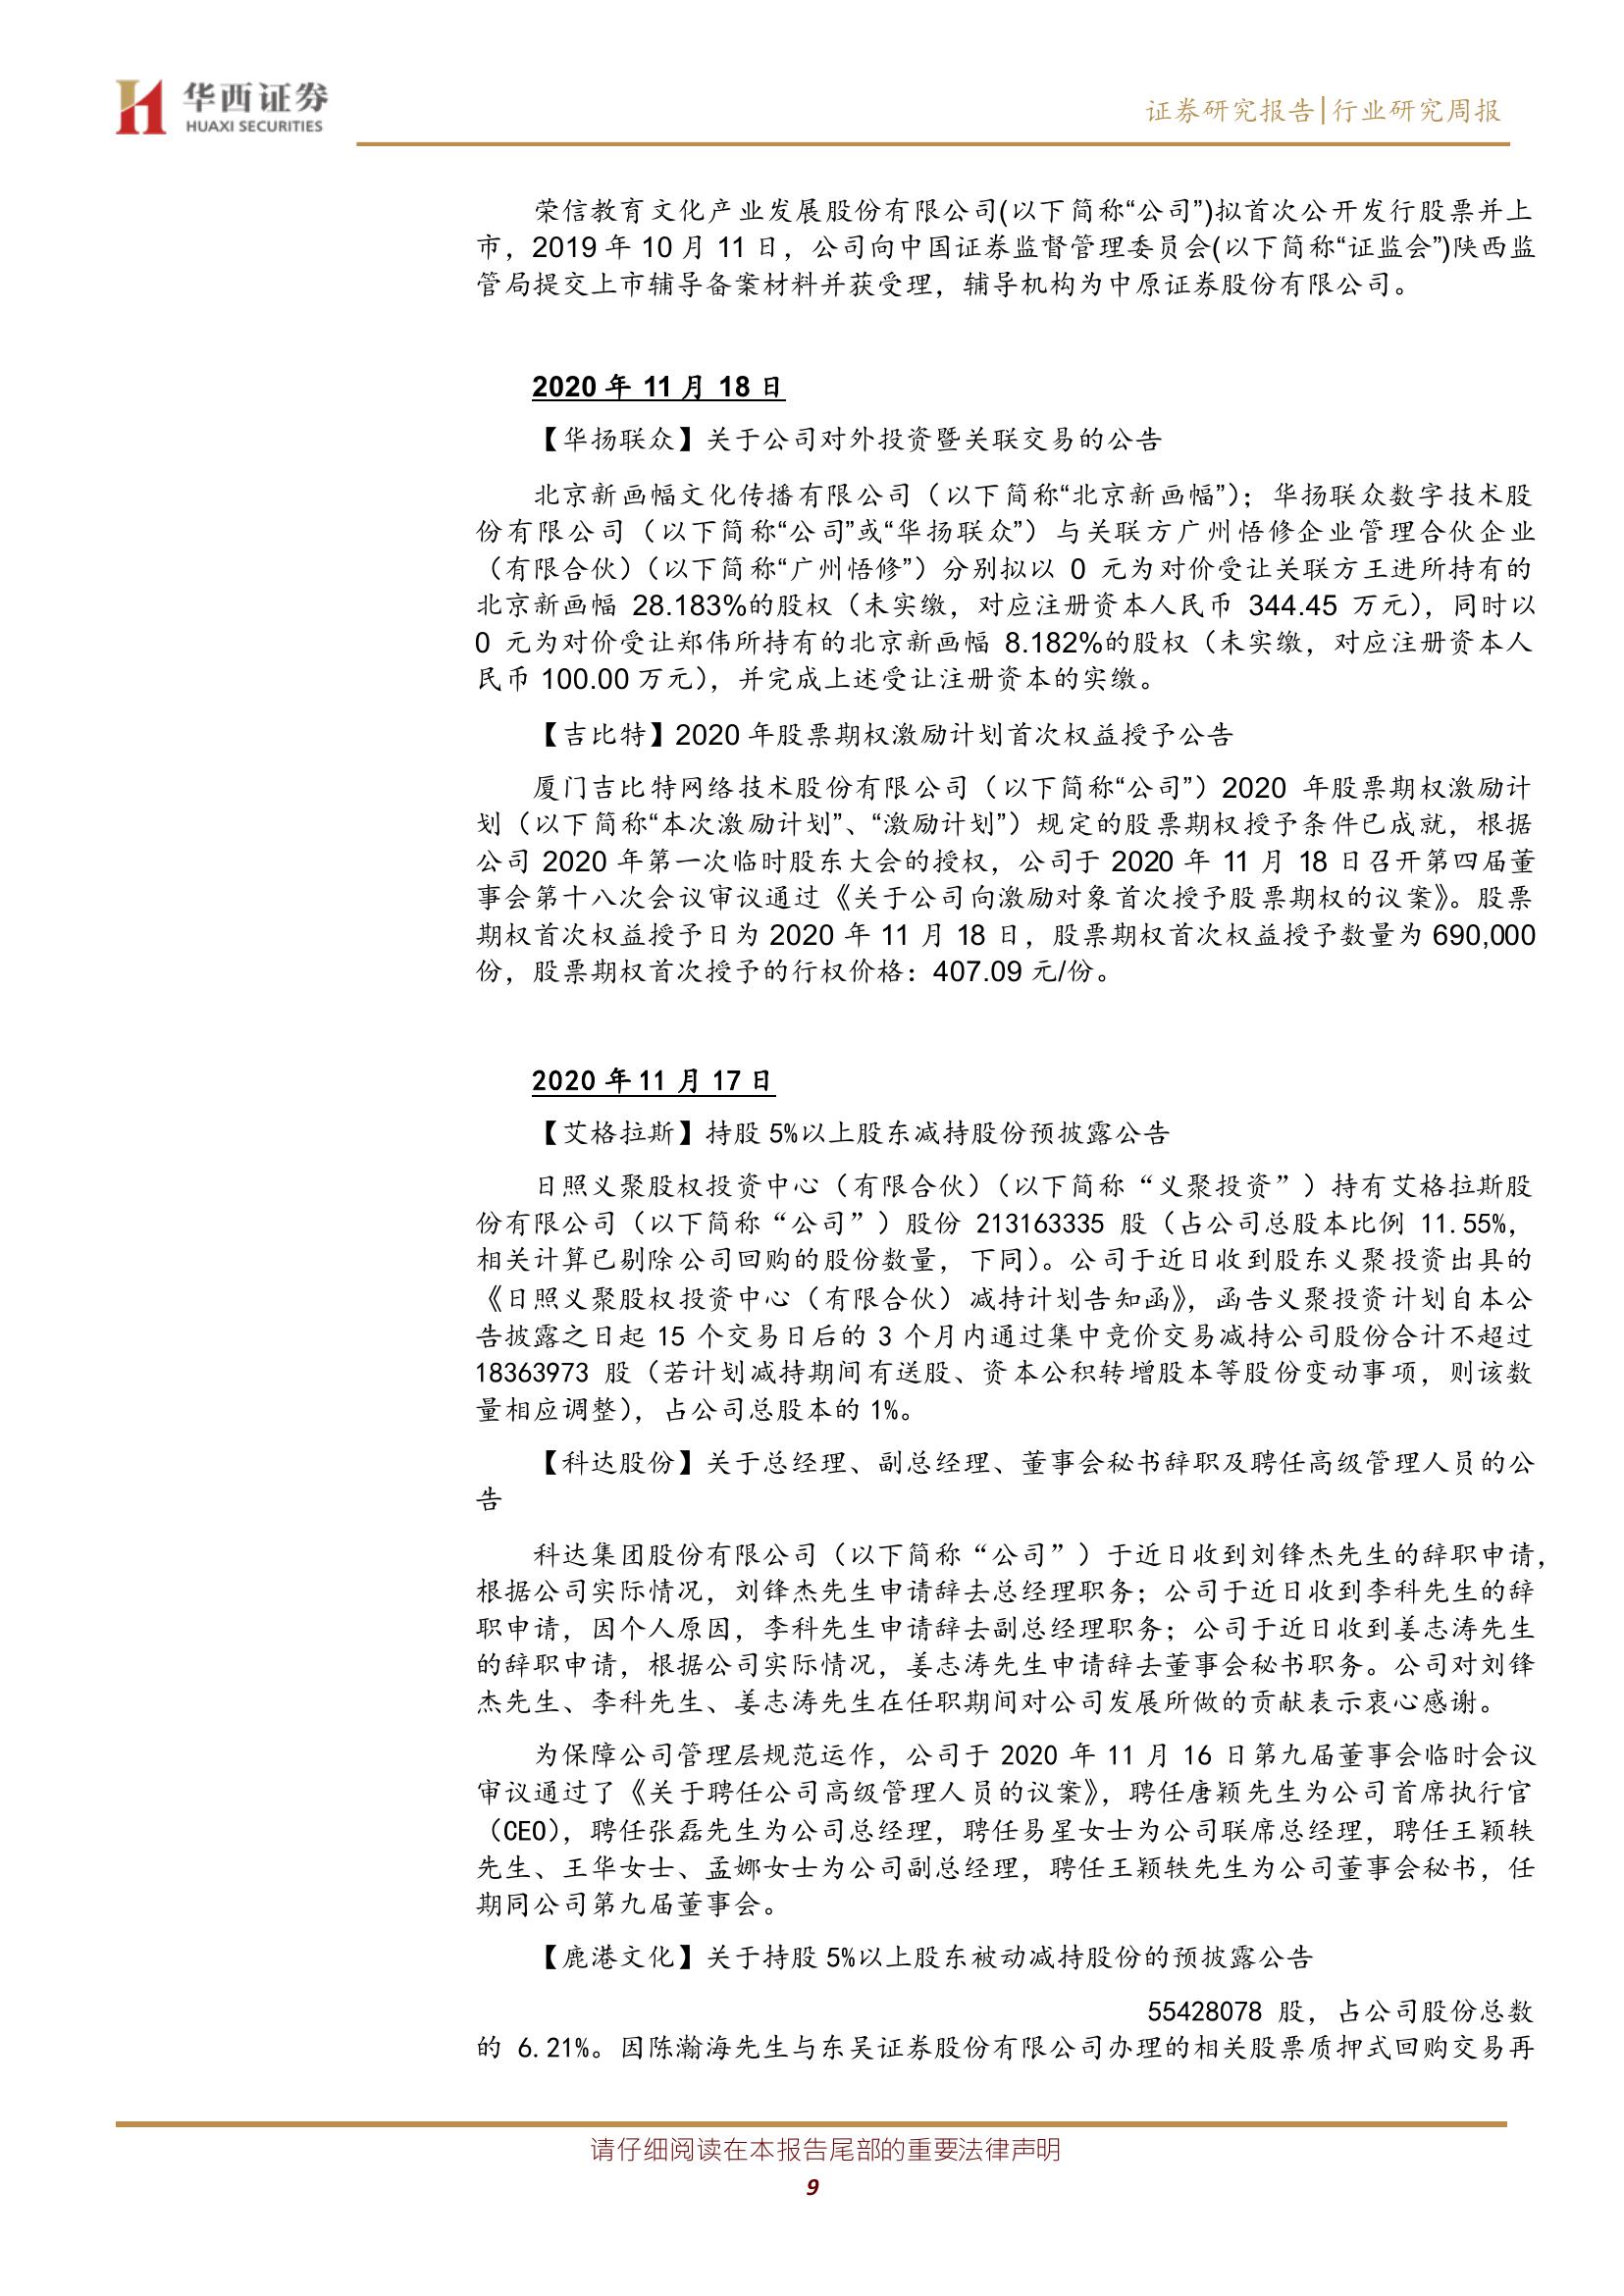 华西证券
HUAXI SECURITIES
证券研究报告|行业研究周报
荣信教育文化产业发展股份有限公司(以下简称“公司”)拟首次公开发行股票并上
市，2019 年 10 月 11 日，公司向中国证券监督管理委员会(以下简称“证监会”)陕西监
管局提交上市辅导备案材料并获受理，辅导机构为中原证券股份有限公司。
2020 年 11 月 18 日
【华扬联众】关于公司对外投资暨关联交易的公告
北京新画幅文化传播有限公司（以下简称“北京新画幅”）；华扬联众数字技术股
份有限公司（以下简称“公司”或“华扬联众”）与关联方广州悟修企业管理合伙企业
（有限合伙）（以下简称“广州悟修”）分别拟以 0 元为对价受让关联方王进所持有的
北京新画幅 28.183%的股权（未实缴，对应注册资本人民币 344.45 万元），同时以
0 元为对价受让郑伟所持有的北京新画幅 8.182%的股权（未实缴，对应注册资本人
民币 100.00 万元），并完成上述受让注册资本的实缴。
【吉比特】2020 年股票期权激励计划首次权益授予公告
厦门吉比特网络技术股份有限公司（以下简称“公司”）2020 年股票期权激励计
划（以下简称“本次激励计划”、“激励计划”）规定的股票期权授予条件已成就，根据
公司 2020 年第一次临时股东大会的授权，公司于 2020 年 11 月 18 日召开第四届董
事会第十八次会议审议通过《关于公司向激励对象首次授予股票期权的议案》。股票
期权首次权益授予日为 2020 年 11 月 18 日，股票期权首次权益授予数量为 690,000
份，股票期权首次授予的行权价格：407.09 元/份。
2020 年 11 月 17 日
【艾格拉斯】持股 5%以上股东减持股份预披露公告
日照义聚股权投资中心（有限合伙）（以下简称“义聚投资”）持有艾格拉斯股
份有限公司（以下简称“公司”）股份 213163335 股（占公司总股本比例 11.55%，
相关计算已剔除公司回购的股份数量，下同）。公司于近日收到股东义聚投资出具的
《日照义聚股权投资中心（有限合伙）减持计划告知函》，函告义聚投资计划自本公
告披露之日起 15 个交易日后的 3 个月内通过集中竞价交易减持公司股份合计不超过
18363973 股（若计划减持期间有送股、资本公积转增股本等股份变动事项，则该数
量相应调整），占公司总股本的 1%。
【科达股份】关于总经理、副总经理、董事会秘书辞职及聘任高级管理人员的公
告
科达集团股份有限公司（以下简称“公司”）于近日收到刘锋杰先生的辞职申请，
根据公司实际情况，刘锋杰先生申请辞去总经理职务；公司于近日收到李科先生的辞
职申请，因个人原因，李科先生申请辞去副总经理职务；公司于近日收到姜志涛先生
的辞职申请，根据公司实际情况，姜志涛先生申请辞去董事会秘书职务。公司对刘锋
杰先生、李科先生、姜志涛先生在任职期间对公司发展所做的贡献表示衷心感谢。
为保障公司管理层规范运作，公司于 2020 年 11 月 16 日第九届董事会临时会议
审议通过了《关于聘任公司高级管理人员的议案》，聘任唐颖先生为公司首席执行官
（CEO），聘任张磊先生为公司总经理，聘任易星女士为公司联席总经理，聘任王颖轶
先生、王华女士、孟娜女士为公司副总经理，聘任王颖轶先生为公司董事会秘书，任
期同公司第九届董事会。
【鹿港文化】关于持股 5%以上股东被动减持股份的预披露公告
55428078 股，占公司股份总数
的 6.21%。因陈瀚海先生与东吴证券股份有限公司办理的相关股票质押式回购交易再
请仔细阅读在本报告尾部的重要法律声明
9